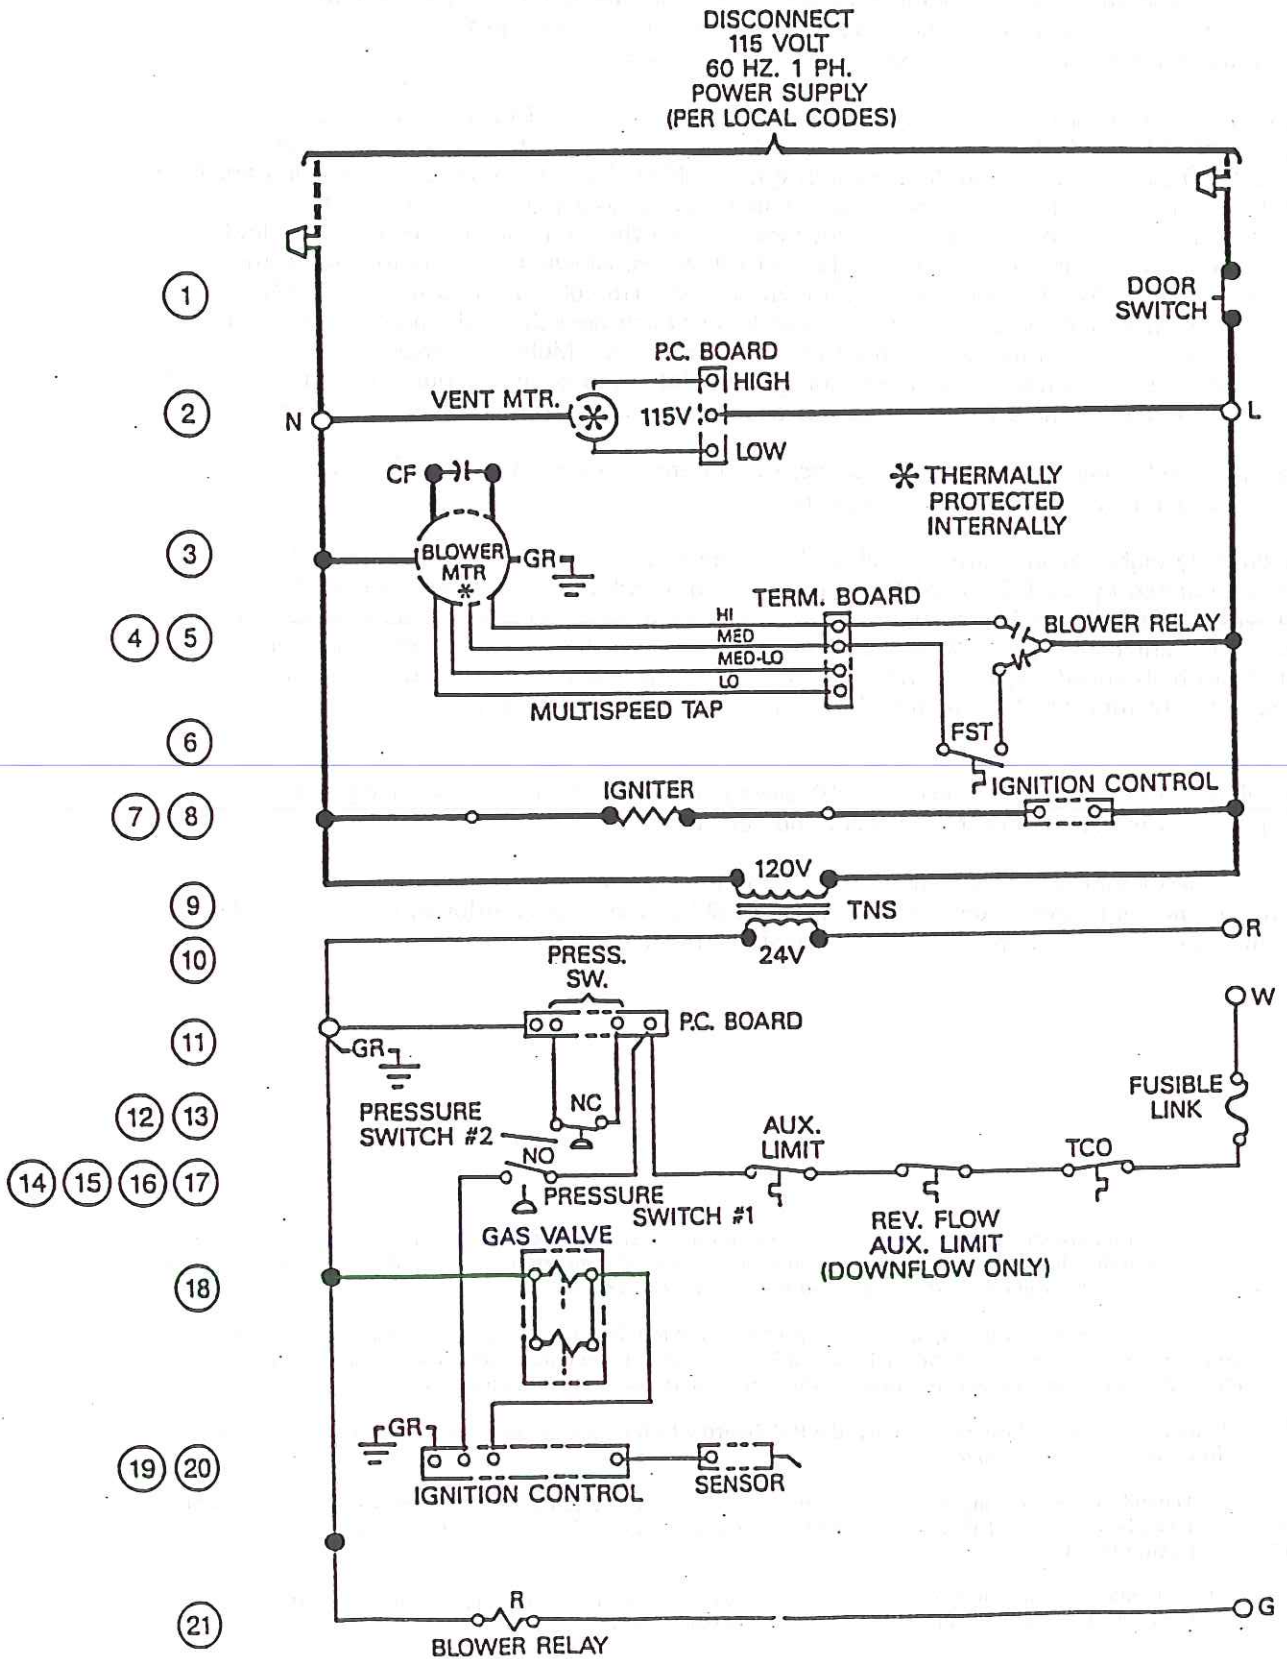 DISCONNECT
115 VOLT
60 HZ. 1 PH.
POWER SUPPLY
(PER LOCAL CODES)
1
DOOR
SWITCH
P.C. BOARD
HIGH
2
N
VENT MTR.
115V
L
LOW
CF
* THERMALLY
PROTECTED
INTERNALLY
3
BLOWER
MTR
*
GR
TERM. BOARD
4 5
HI
BLOWER RELAY
MED
MED-LO
LO
MULTISPEED TAP
6
FST
IGNITION CONTROL
7 8
IGNITER
120V
9
TNS
R
10
24V
PRESS.
SW.
W
11
P.C. BOARD
GR
FUSIBLE
LINK
12 13
PRESSURE
SWITCH #2
NC
AUX.
LIMIT
TCO
14 15 16 17
NO
PRESSURE
SWITCH #1
REV. FLOW
AUX. LIMIT
(DOWNFLOW ONLY)
GAS VALVE
18
GR
19 20
IGNITION CONTROL
SENSOR
21
R
G
BLOWER RELAY